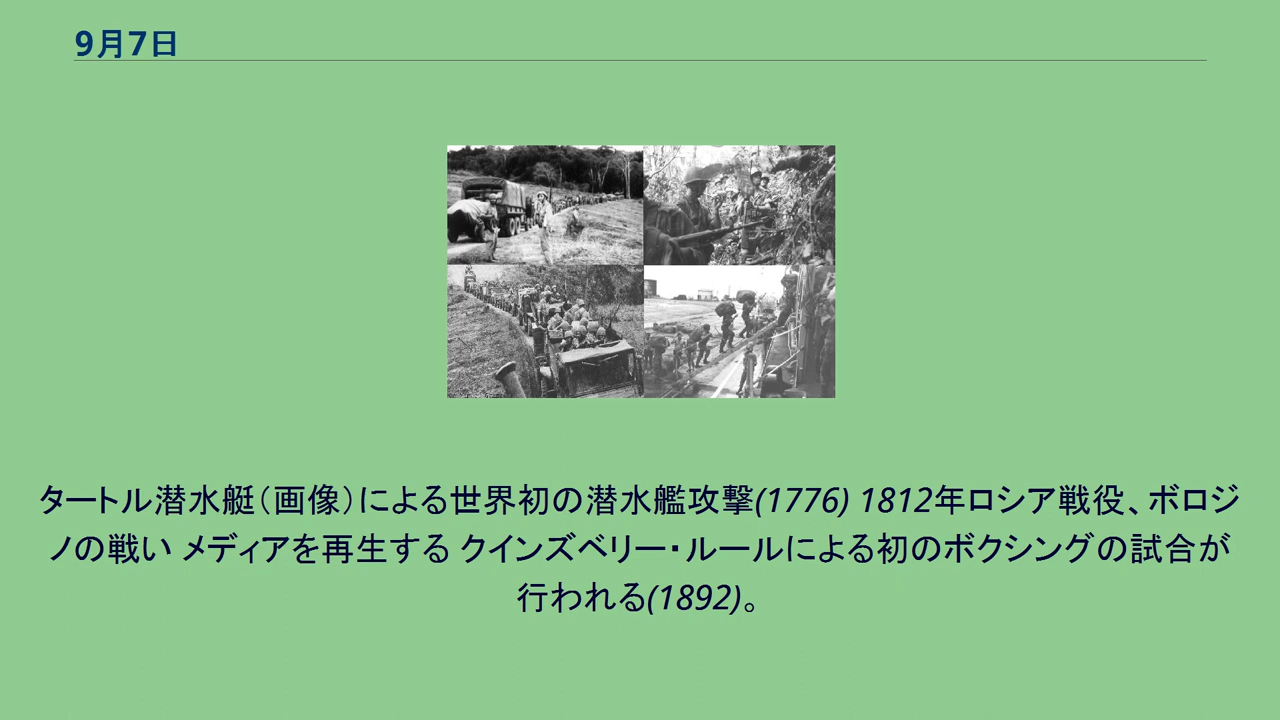 9月7日
タートル潜水艇（画像）による世界初の潜水艦攻撃(1776) 1812年ロシア戦役、ボロジ
ノの戦い メディアを再生する クインズベリー・ルールによる初のボクシングの試合が
行われる(1892)。